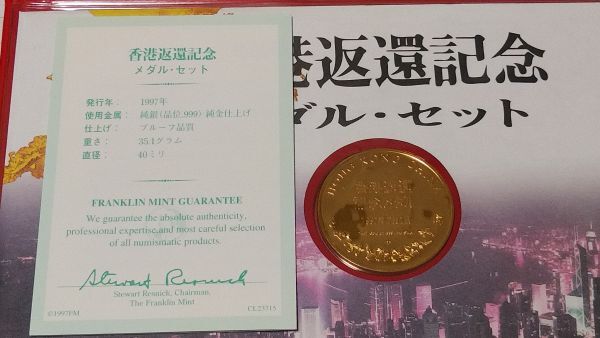 香港返還記念
メダル・セット
発行年： 1997年
使用金属： 純銀（品位.999）純金仕上げ
仕上げ： プルーフ品質
重さ： 35.1グラム
直径： 40ミリ
FRANKLIN MINT GUARANTEE
We guarantee the absolute authenticity,
professional expertise,and most careful selection
of all numismatic products.
Stewart Resnick
Stewart Resnick, Chairman,
The Franklin Mint
©1997FM
港返還記念
ダル・セット
HONG KONG